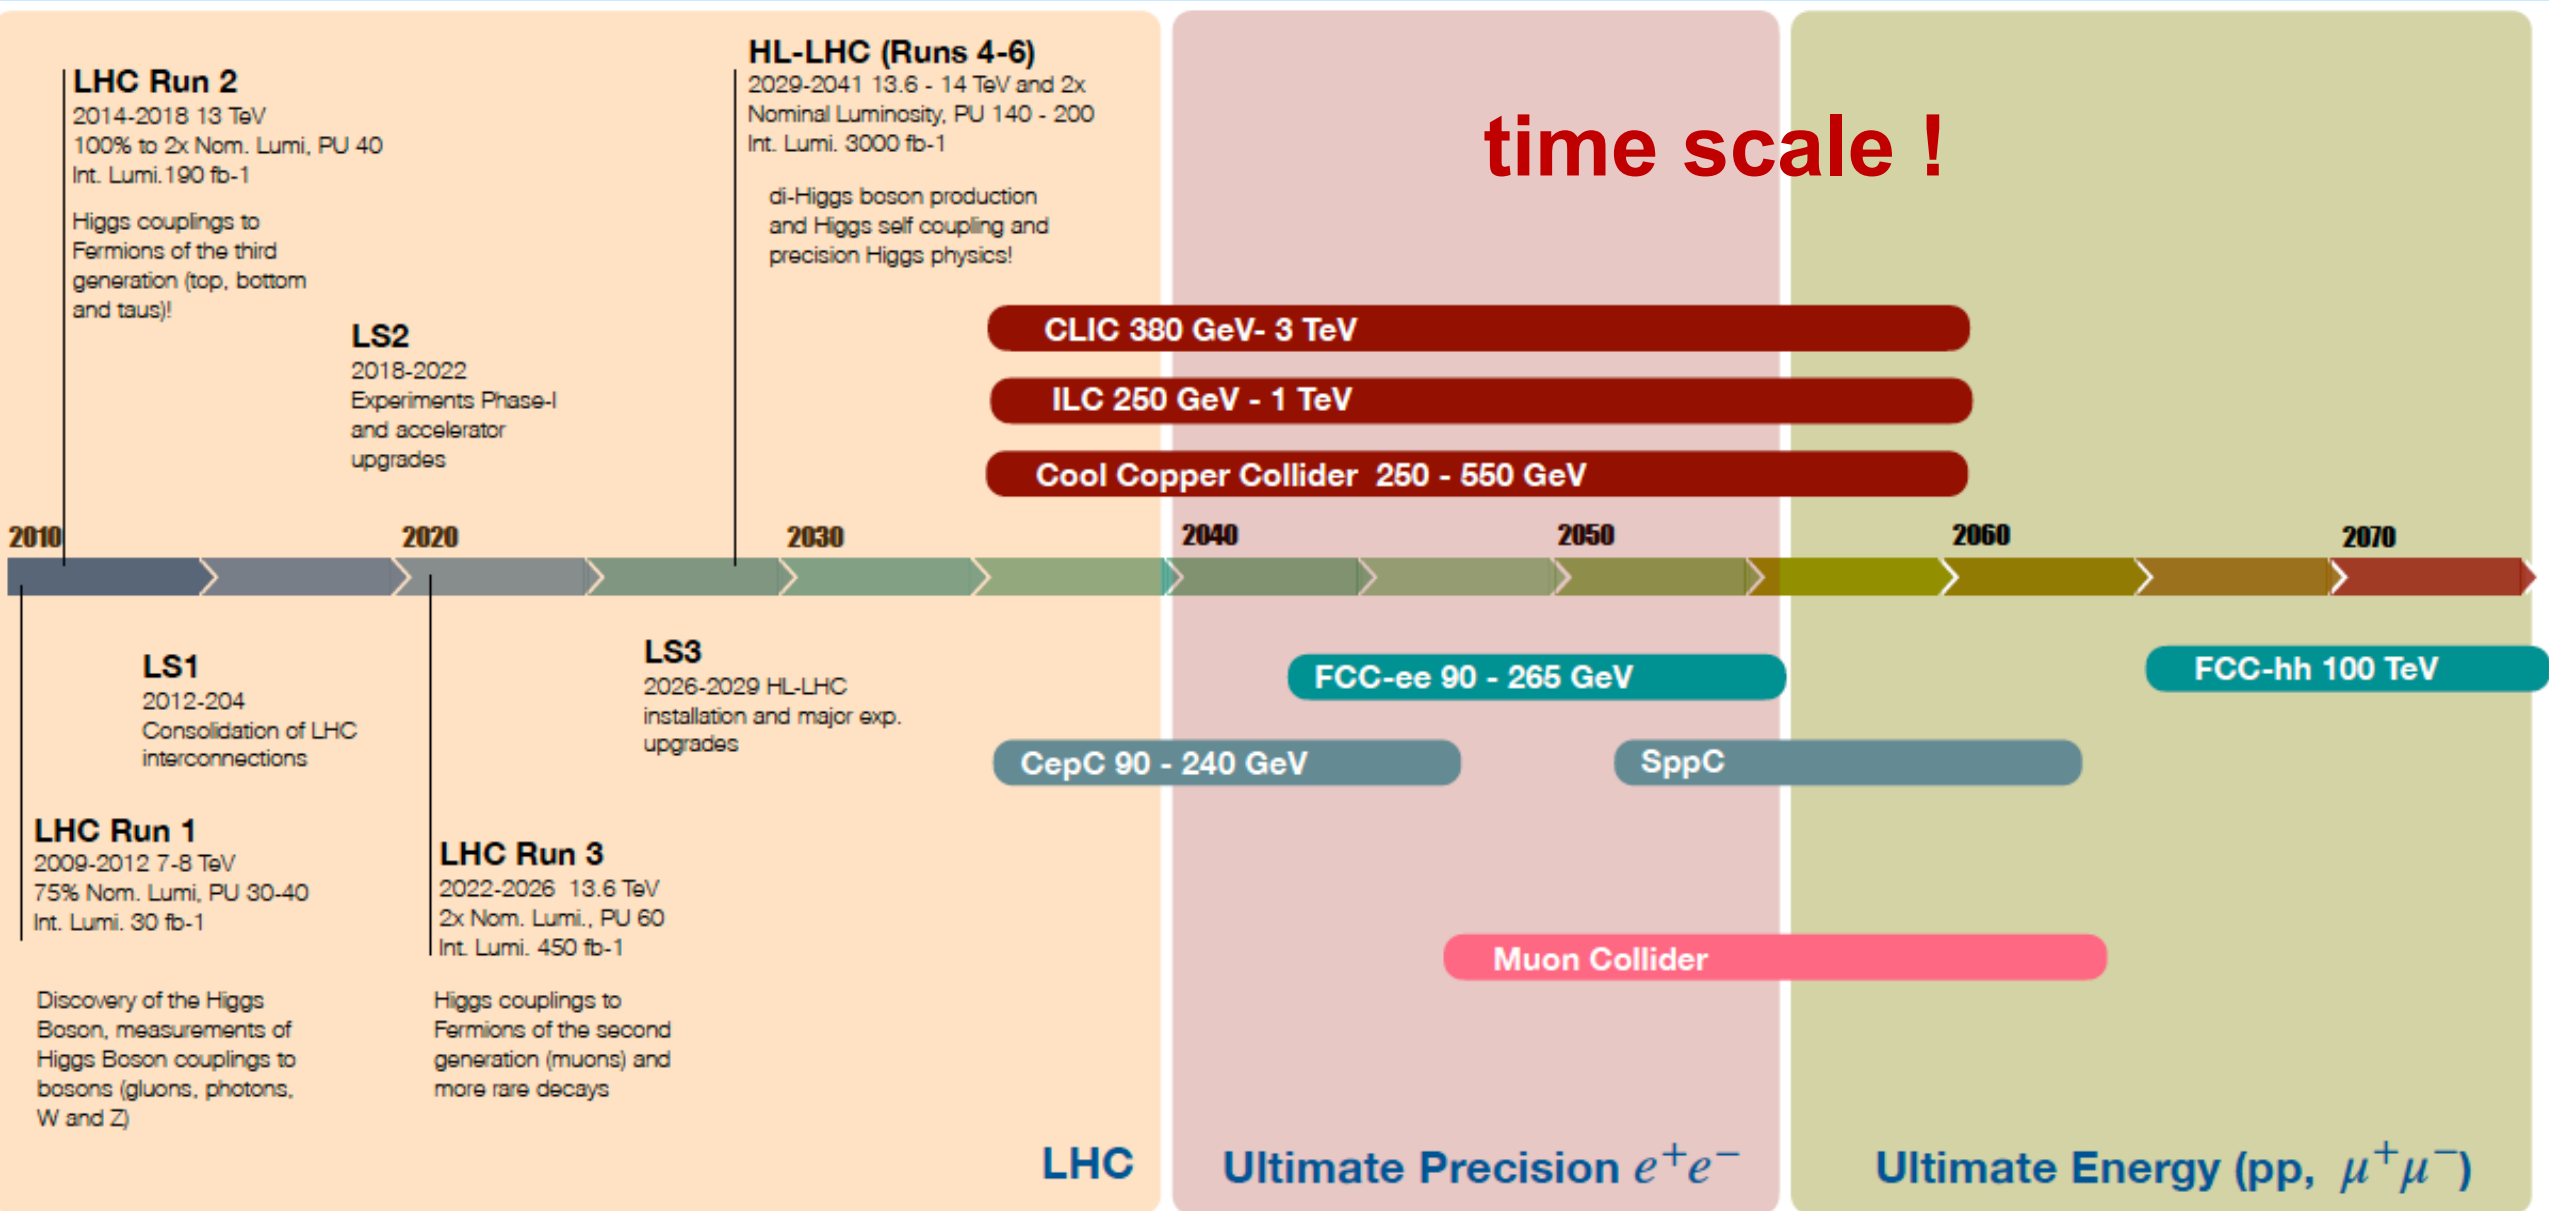 time scale !
LHC Run 2
2014-2018 13 TeV
100% to 2x Nom. Lumi, PU 40
Int. Lumi.190 fb-1
Higgs couplings to
Fermions of the third
generation (top, bottom
and taus)!
LS2
2018-2022
Experiments Phase-I
and accelerator
upgrades
HL-LHC (Runs 4-6)
2029-2041 13.6 - 14 TeV and 2x
Nominal Luminosity, PU 140 - 200
Int. Lumi. 3000 fb-1
di-Higgs boson production
and Higgs self coupling and
precision Higgs physics!
CLIC 380 GeV- 3 TeV
ILC 250 GeV - 1 TeV
Cool Copper Collider 250 - 550 GeV
2010 2020 2030 2040 2050 2060 2070
LS1
2012-204
Consolidation of LHC
interconnections
LS3
2026-2029 HL-LHC
installation and major exp.
upgrades
FCC-ee 90 - 265 GeV
FCC-hh 100 TeV
CepC 90 - 240 GeV
SppC
LHC Run 1
2009-2012 7-8 TeV
75% Nom. Lumi, PU 30-40
Int. Lumi. 30 fb-1
Discovery of the Higgs
Boson, measurements of
Higgs Boson couplings to
bosons (gluons, photons,
W and Z)
LHC Run 3
2022-2026 13.6 TeV
2x Nom. Lumi., PU 60
Int. Lumi. 450 fb-1
Higgs couplings to
Fermions of the second
generation (muons) and
more rare decays
Muon Collider
LHC
Ultimate Precision e⁺e⁻
Ultimate Energy (pp, μ⁺μ⁻)